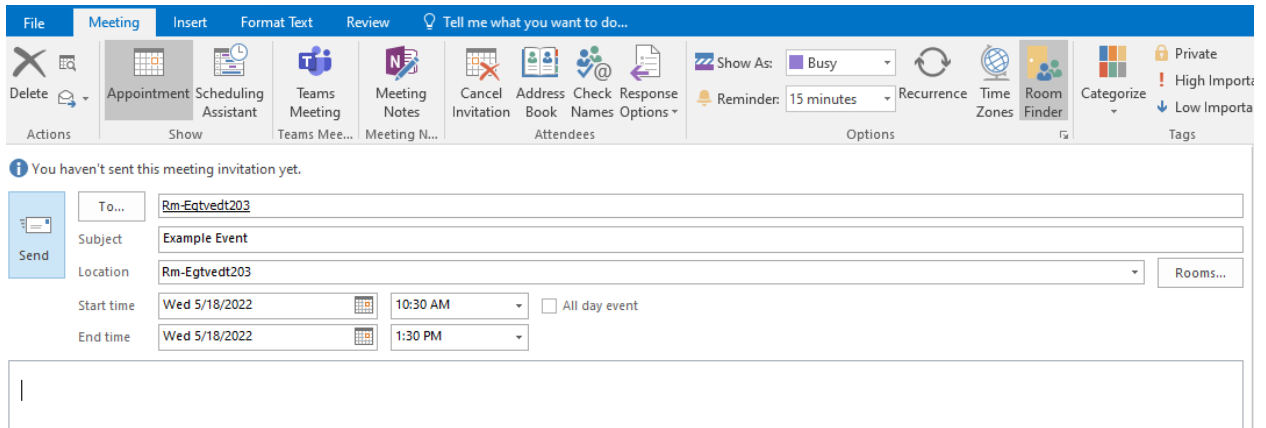 File Meeting Insert Format Text Review Tell me what you want to do...
Delete Appointment Scheduling Assistant Teams Meeting Meeting Notes Cancel Invitation Address Book Check Names Response Options Show As: Busy Reminder: 15 minutes Recurrence Time Zones Room Finder Categorize Private High Importa Low Importa
Actions Show Teams Mee... Meeting N... Attendees Options Tags
You haven't sent this meeting invitation yet.
Send
To... Rm-Egtvedt203
Subject Example Event
Location Rm-Egtvedt203 Rooms...
Start time Wed 5/18/2022 10:30 AM All day event
End time Wed 5/18/2022 1:30 PM